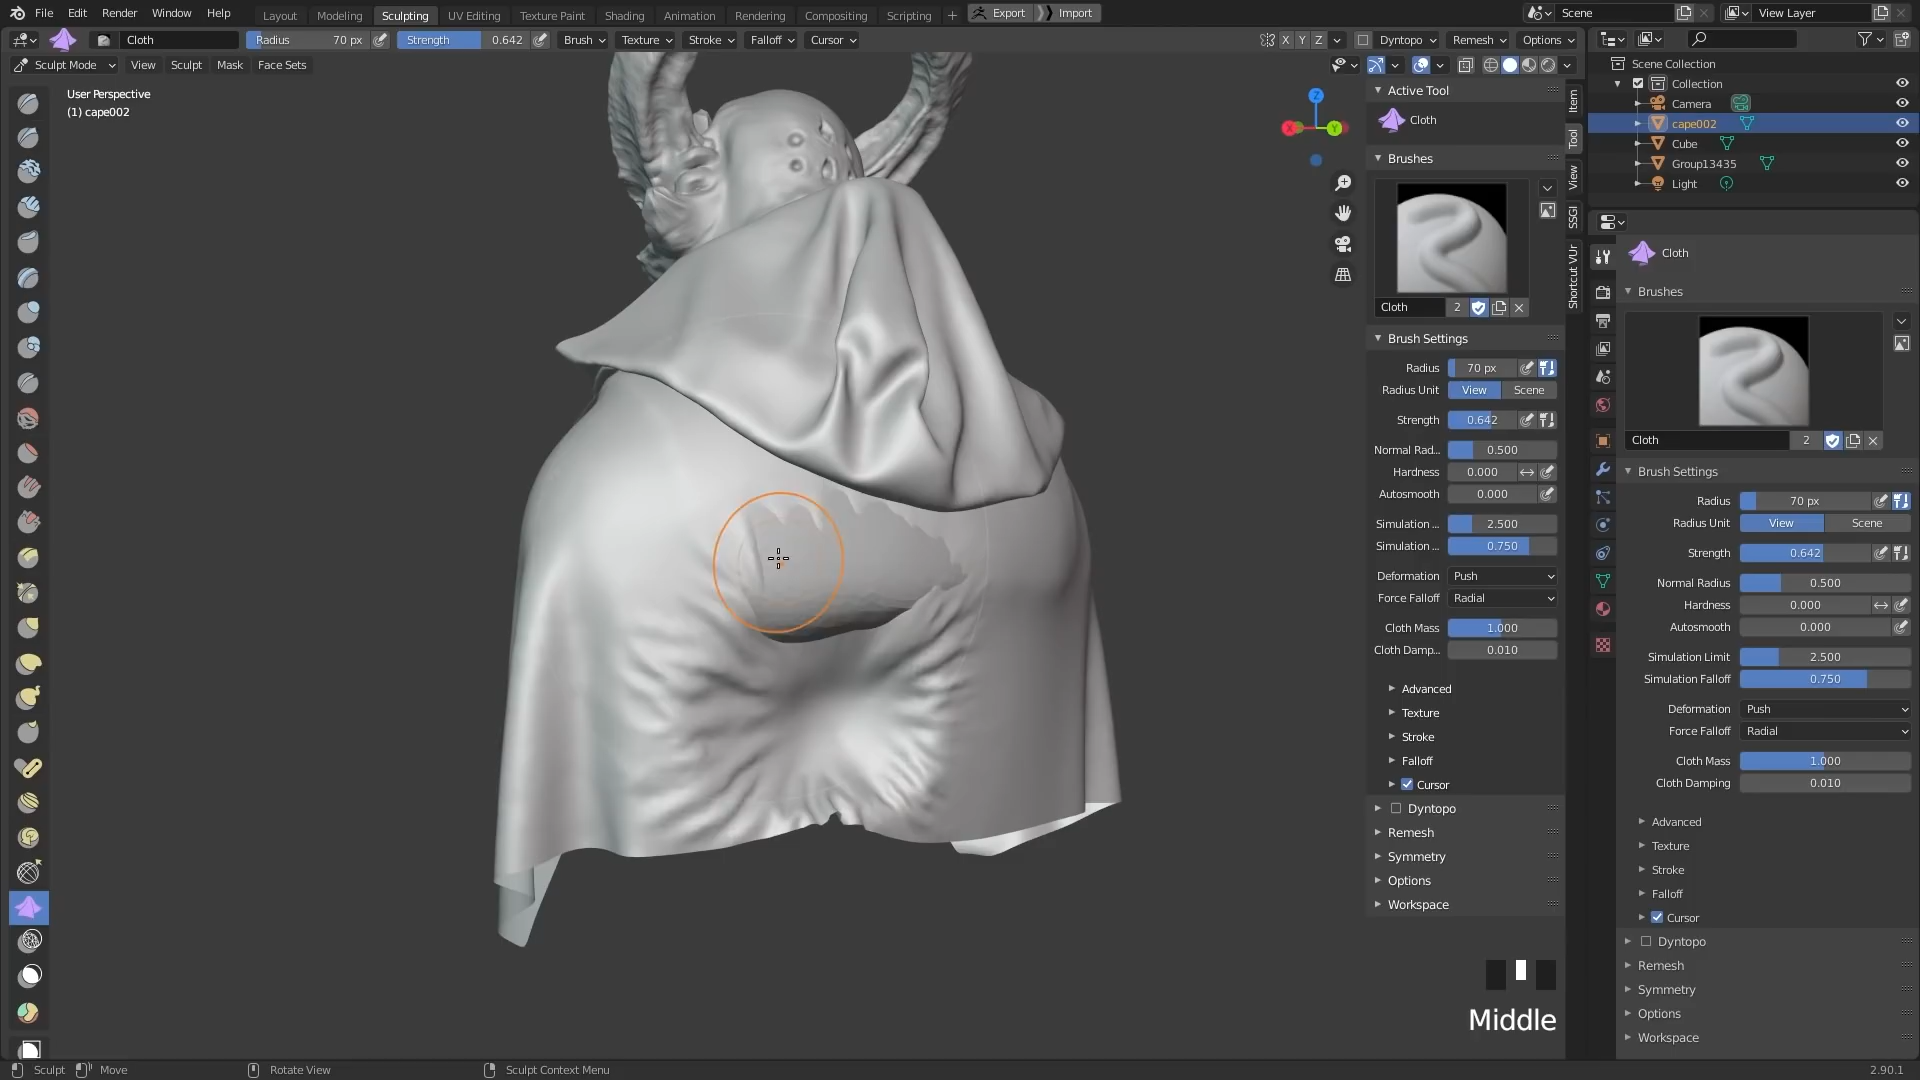 File Edit Render Window Help Layout Modeling Sculpting UV Editing Texture Paint Shading Animation Rendering Compositing Scripting + Export Import Scene View Layer
Cloth Radius 70 px Strength 0.642 Brush Texture Stroke Falloff Cursor X Y Z Dyntopo Remesh Options
Sculpt Mode View Sculpt Mask Face Sets
User Perspective
(1) cape002
Z
X
Y
Active Tool
Cloth
Brushes
Cloth 2
Brush Settings
Radius 70 px
Radius Unit View Scene
Strength 0.642
Normal Rad... 0.500
Hardness 0.000
Autosmooth 0.000
Simulation ... 2.500
Simulation ... 0.750
Deformation Push
Force Falloff Radial
Cloth Mass 1.000
Cloth Damp... 0.010
Advanced
Texture
Stroke
Falloff
Cursor
Dyntopo
Remesh
Symmetry
Options
Workspace
Item
Tool
View
SSGI
Shortcut VUr
Scene Collection
Collection
Camera
cape002
Cube
Group13435
Light
Cloth
Brushes
Cloth 2
Brush Settings
Radius 70 px
Radius Unit View Scene
Strength 0.642
Normal Radius 0.500
Hardness 0.000
Autosmooth 0.000
Simulation Limit 2.500
Simulation Falloff 0.750
Deformation Push
Force Falloff Radial
Cloth Mass 1.000
Cloth Damping 0.010
Advanced
Texture
Stroke
Falloff
Cursor
Dyntopo
Remesh
Symmetry
Options
Workspace
Middle
Sculpt Move Rotate View Sculpt Context Menu 2.90.1